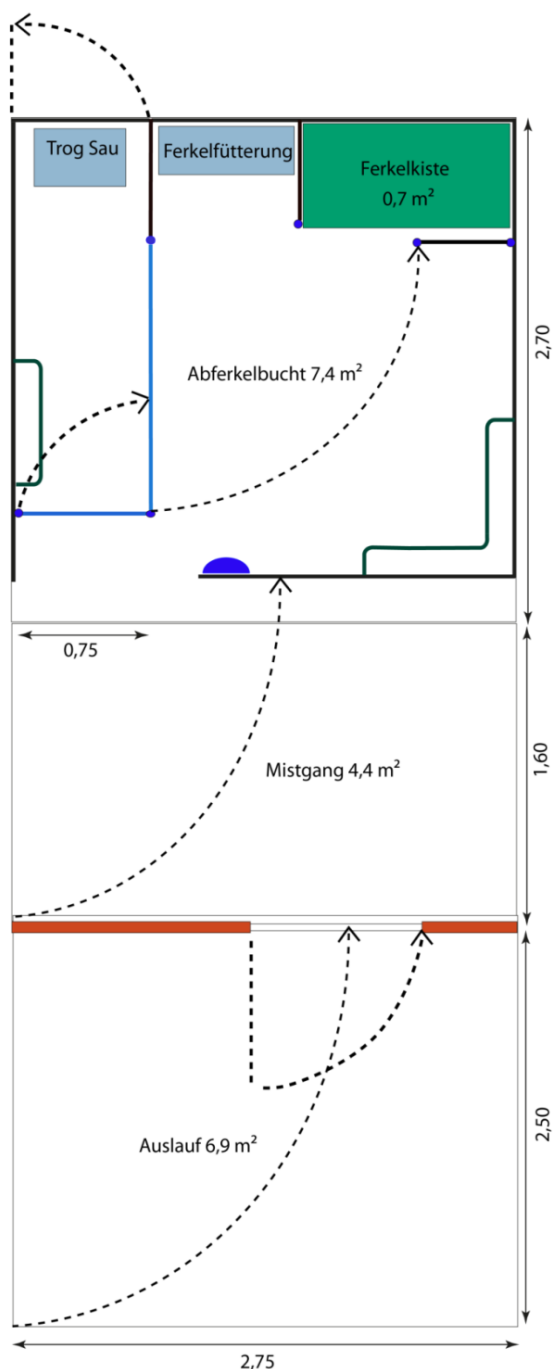 Trog Sau
Ferkelfütterung
Ferkelkiste
0,7 m²
2,70
Abferkelbucht 7,4 m²
0,75
1,60
Mistgang 4,4 m²
2,50
Auslauf 6,9 m²
2,75